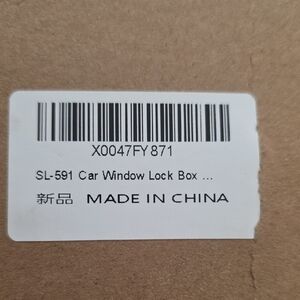 X0047FY871
SL-591 Car Window Lock Box ...
新品 MADE IN CHINA